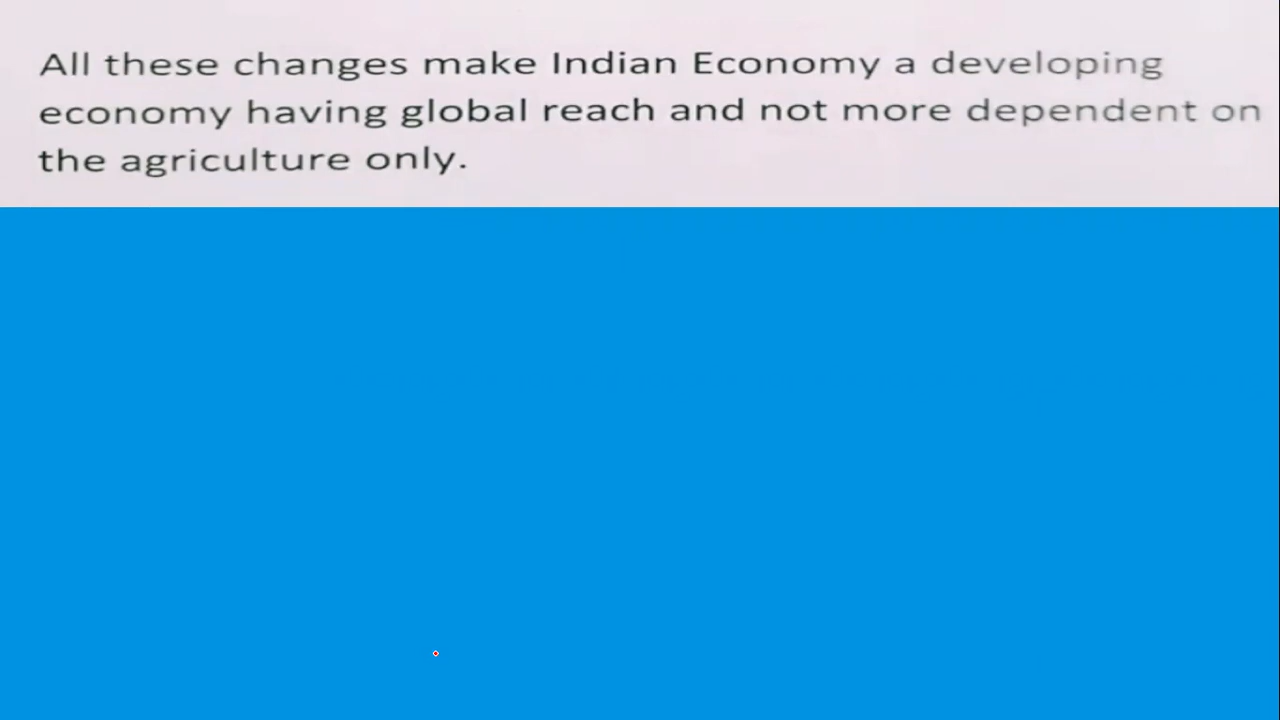 All these changes make Indian Economy a developing
economy having global reach and not more dependent on
the agriculture only.